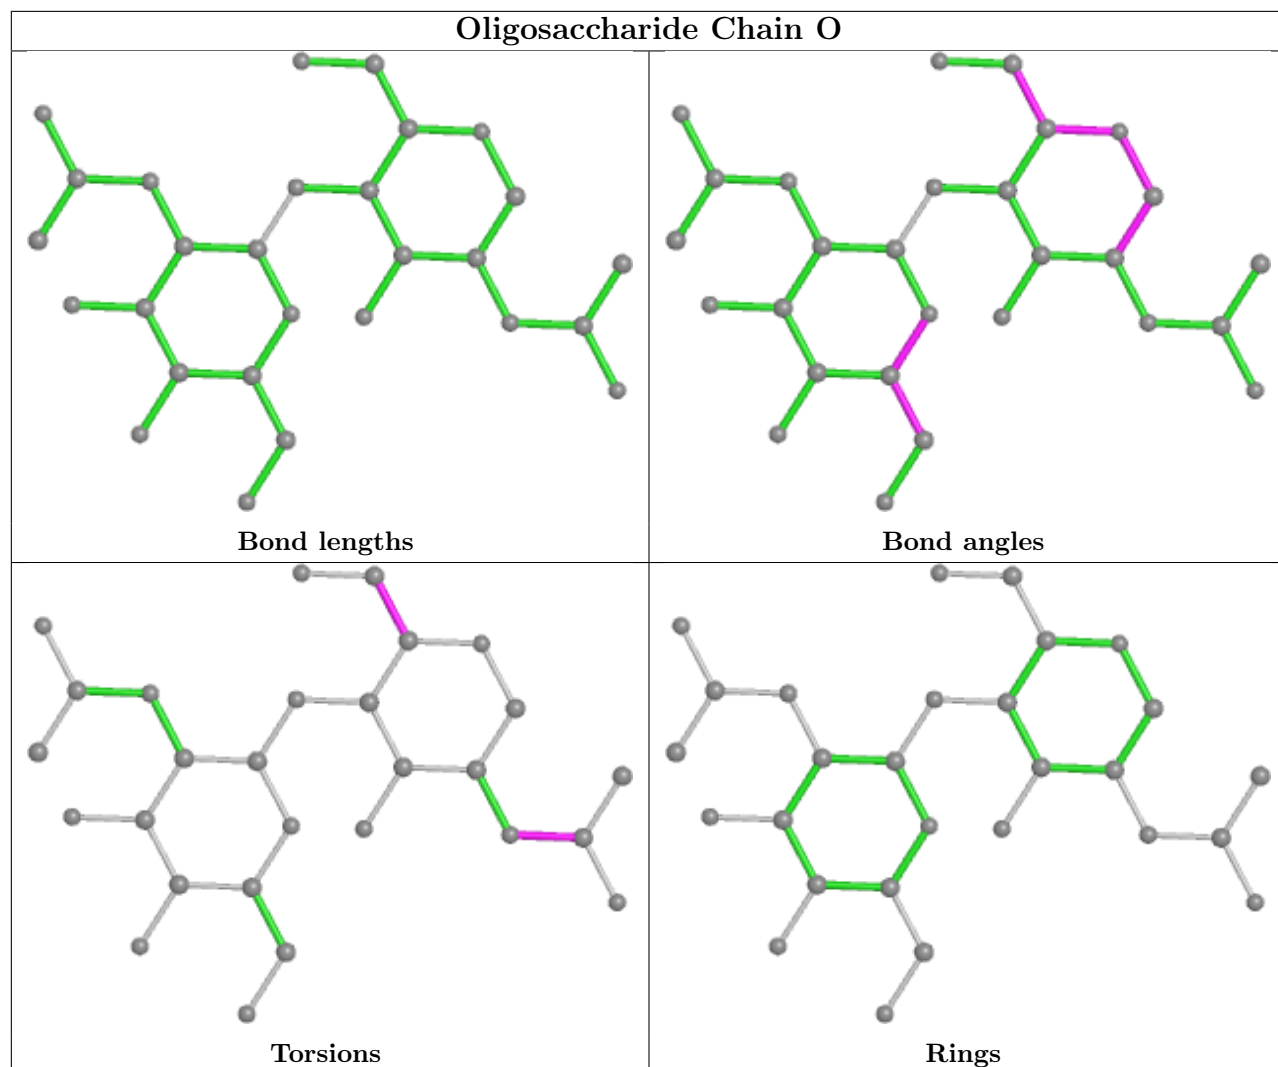 Oligosaccharide Chain O
Bond lengths
Bond angles
Torsions
Rings